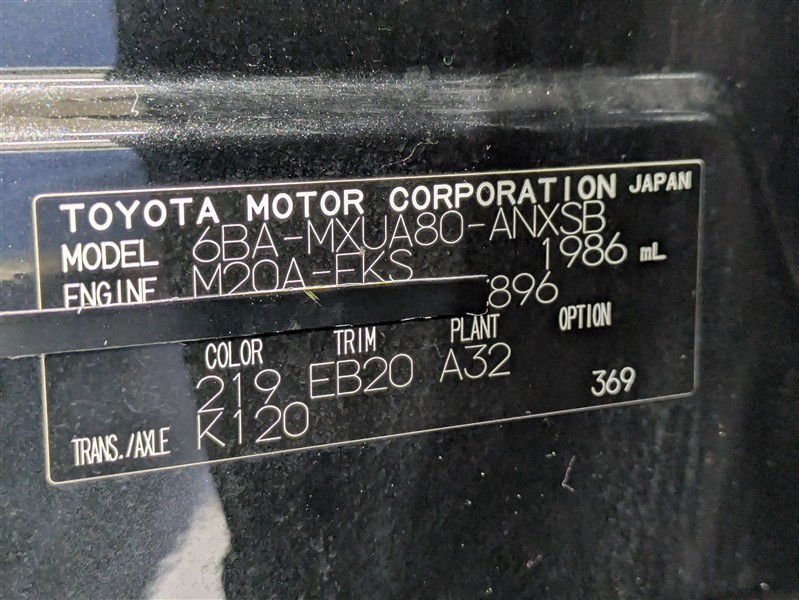 TOYOTA MOTOR CORPORATION JAPAN
MODEL 6BA-MXUA80-ANXSB
ENGINE M20A-FKS 1986 mL
896
COLOR TRIM PLANT OPTION
219 EB20 A32
369
TRANS./AXLE K120